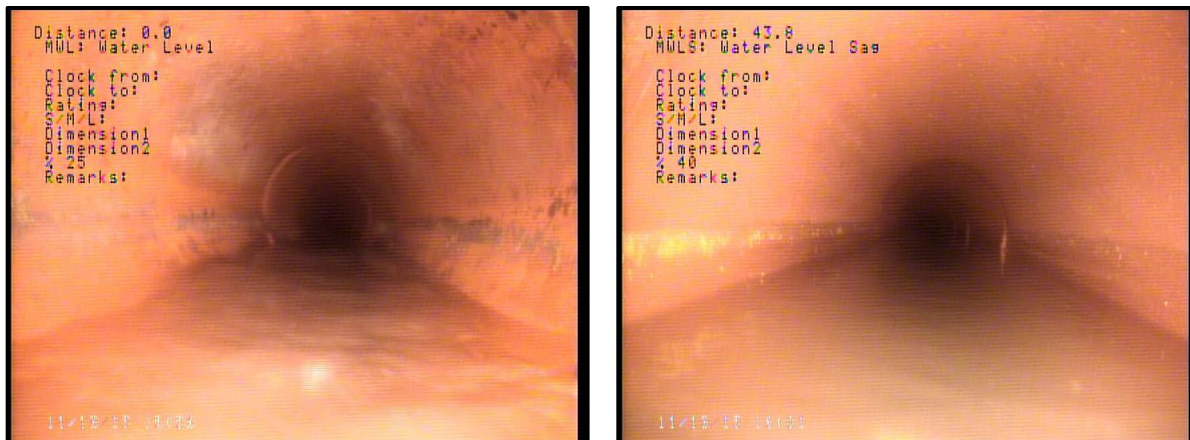 Distance: 0.0
MWL: Water Level
Clock from:
Clock to:
Rating:
S/M/L:
Dimension1
Dimension2
% 25
Remarks:
Distance: 43.8
MWLS: Water Level Sag
Clock from:
Clock to:
Rating:
S/M/L:
Dimension1
Dimension2
% 40
Remarks: